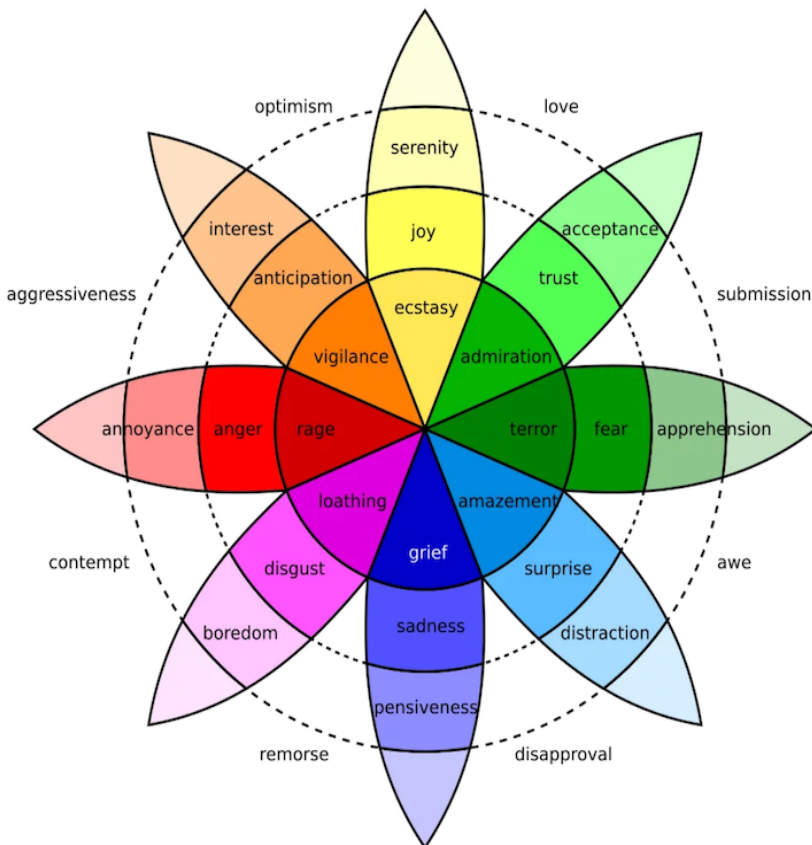 optimism
love
serenity
interest
acceptance
joy
anticipation
trust
aggressiveness
submission
ecstasy
vigilance
admiration
annoyance
anger
rage
terror
fear
apprehension
loathing
amazement
grief
contempt
disgust
surprise
awe
boredom
sadness
distraction
pensiveness
remorse
disapproval